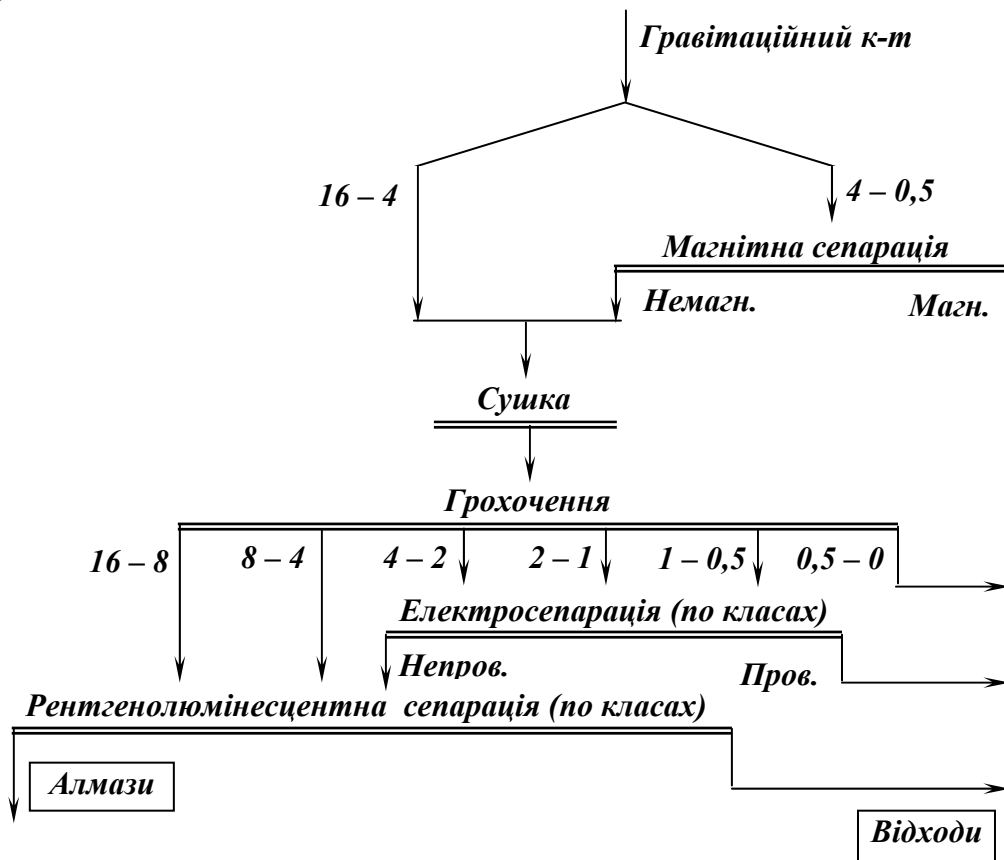 Гравітаційний к-т
16 – 4
4 – 0,5
Магнітна сепарація
Немагн.
Магн.
Сушка
Грохочення
16 – 8
8 – 4
4 – 2
2 – 1
1 – 0,5
0,5 – 0
Електросепарація (по класах)
Непров.
Пров.
Рентгенолюмінесцентна сепарація (по класах)
Алмази
Відходи